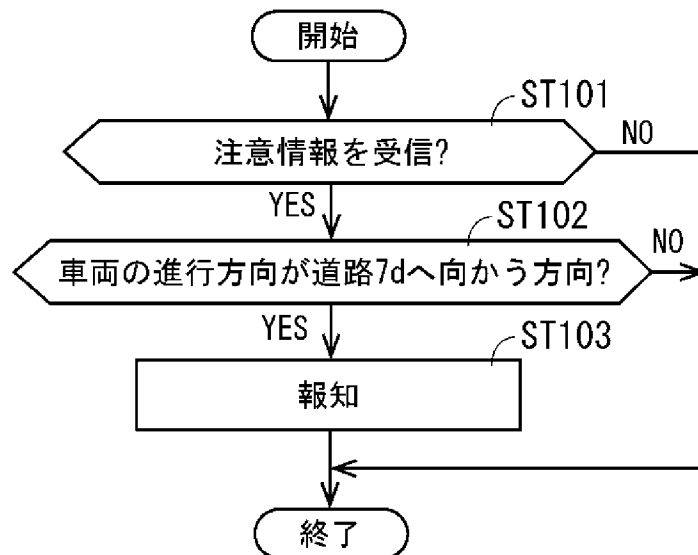 開始
ST101
注意情報を受信?
NO
YES
ST102
車両の進行方向が道路7dへ向かう方向?
NO
YES
ST103
報知
終了